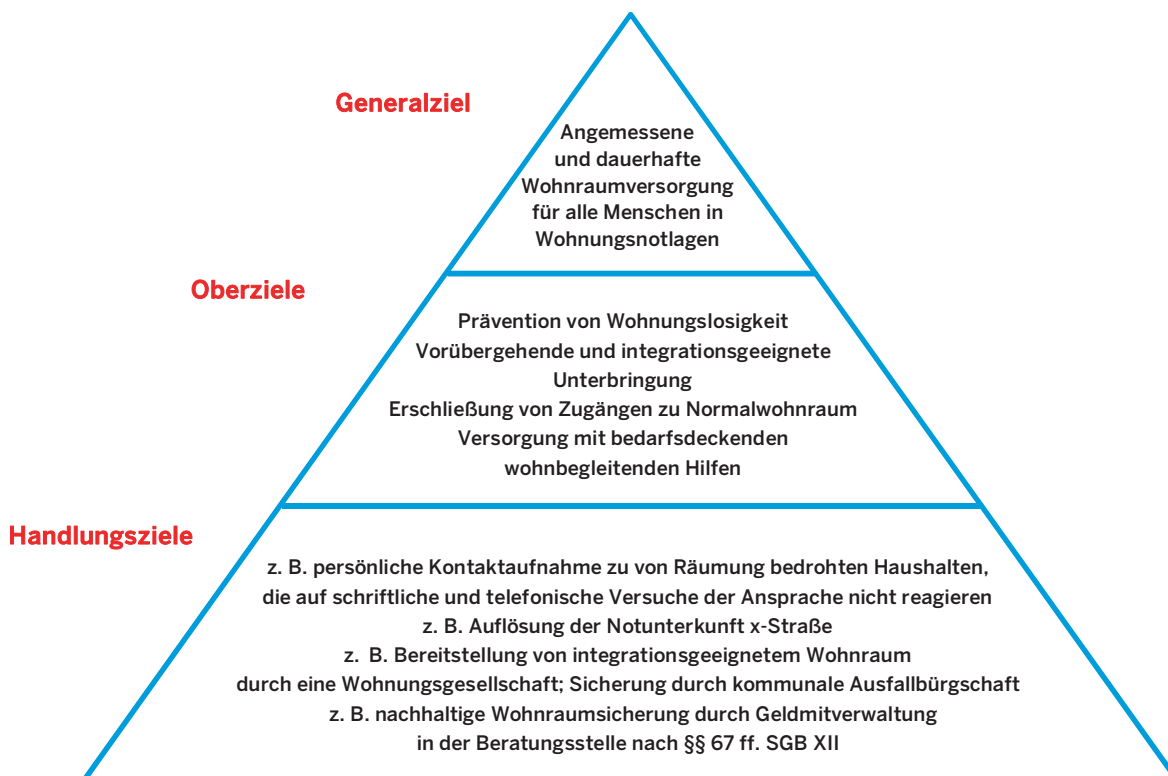 Generalziel
Angemessene
und dauerhafte
Wohnraumversorgung
für alle Menschen in
Wohnungsnotlagen
Oberziele
Prävention von Wohnungslosigkeit
Vorübergehende und integrationsgeeignete
Unterbringung
Erschließung von Zugängen zu Normalwohnraum
Versorgung mit bedarfsdeckenden
wohnbegleitenden Hilfen
Handlungsziele
z. B. persönliche Kontaktaufnahme zu von Räumung bedrohten Haushalten,
die auf schriftliche und telefonische Versuche der Ansprache nicht reagieren
z. B. Auflösung der Notunterkunft x-Straße
z. B. Bereitstellung von integrationsgeeignetem Wohnraum
durch eine Wohnungsgesellschaft; Sicherung durch kommunale Ausfallbürgschaft
z. B. nachhaltige Wohnraumsicherung durch Geldmitverwaltung
in der Beratungsstelle nach §§ 67 ff. SGB XII